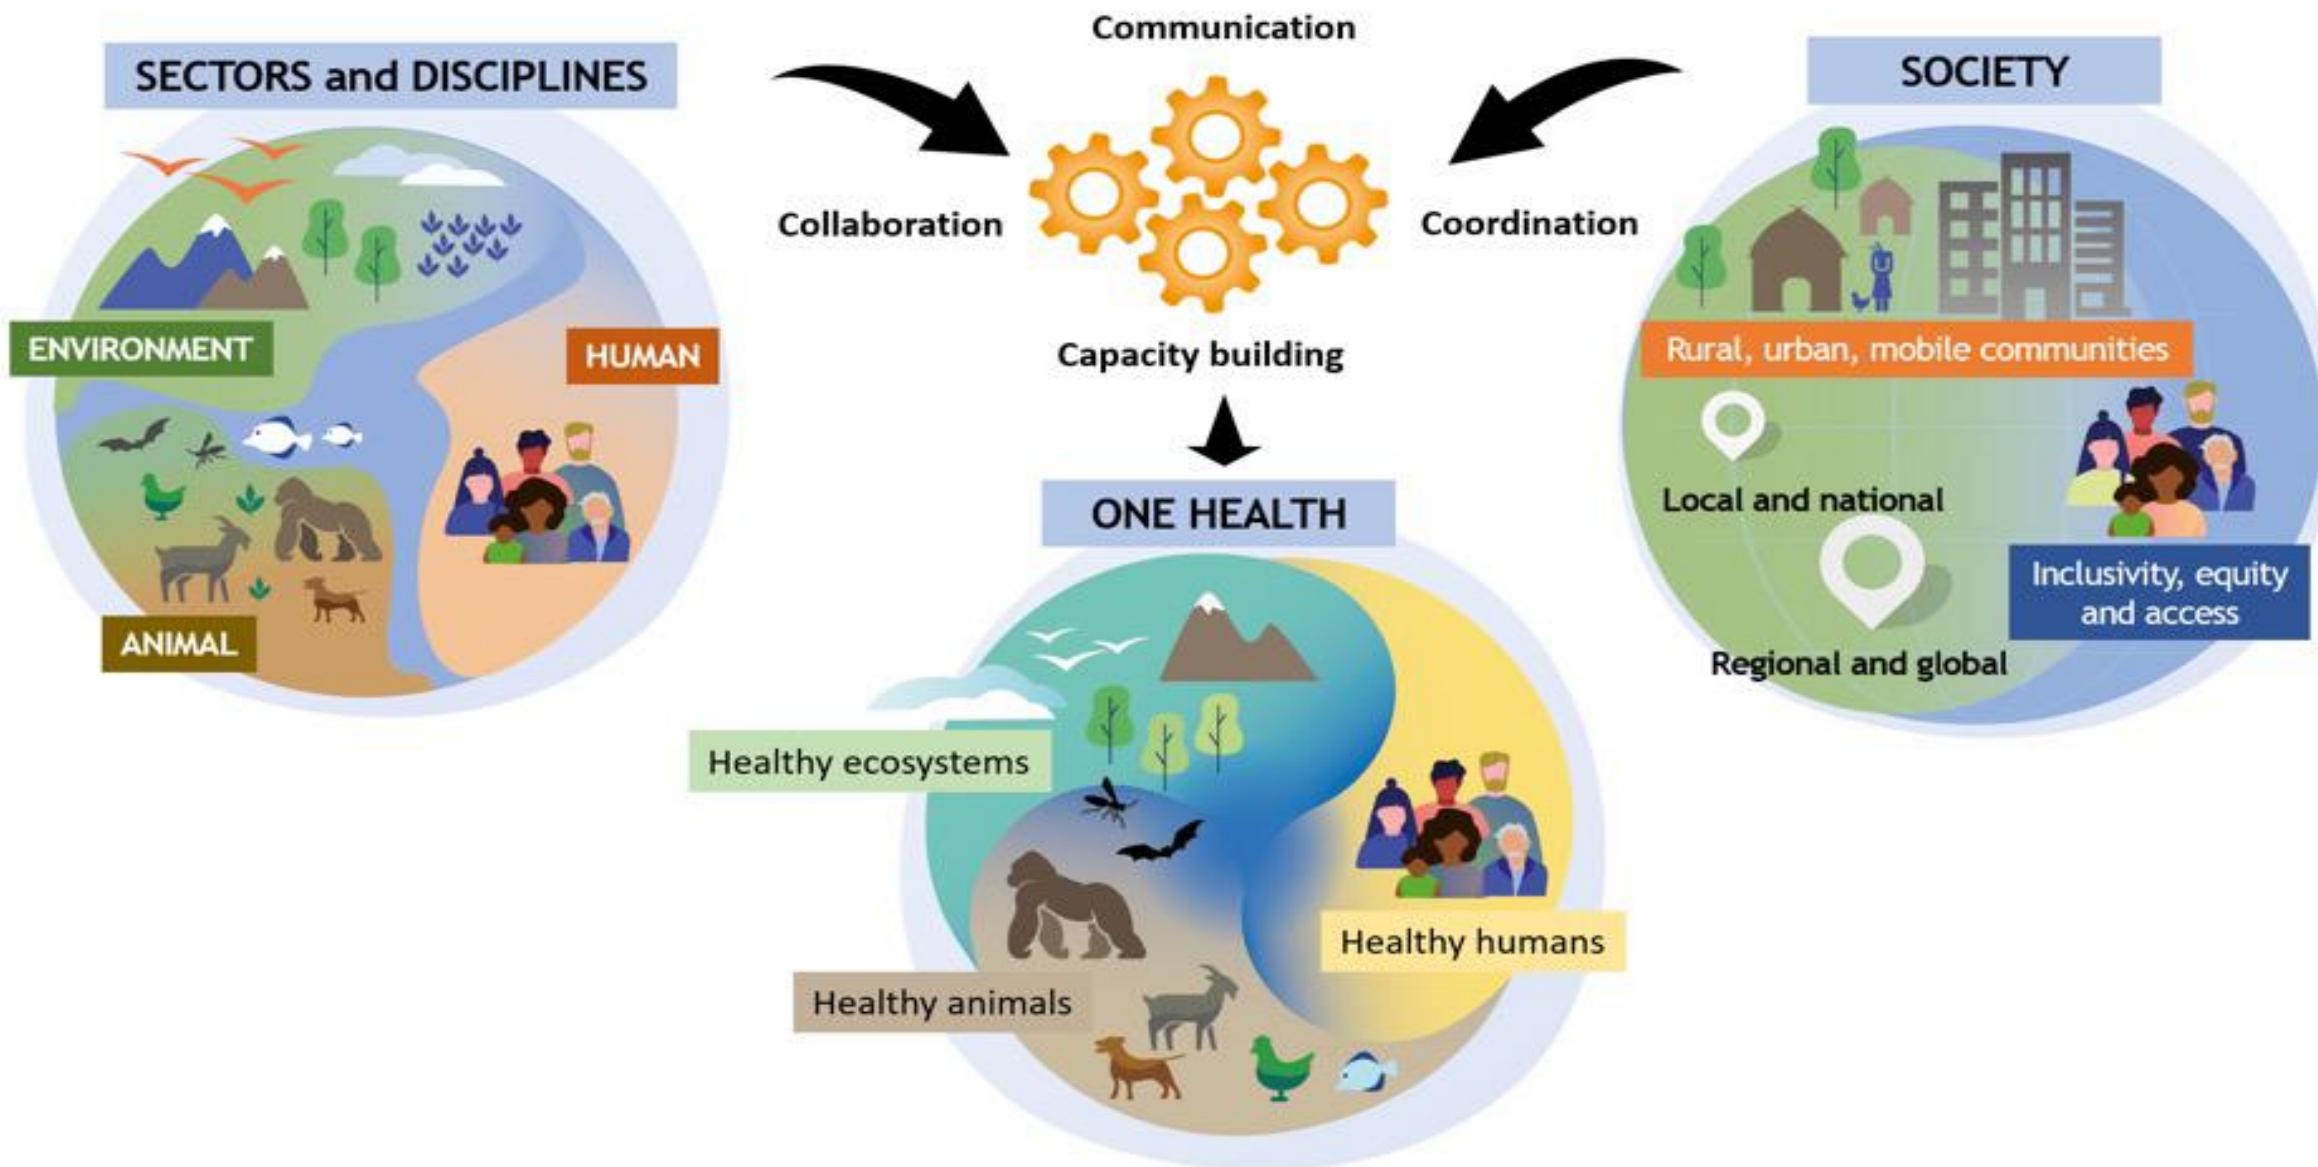 Communication
SECTORS and DISCIPLINES
SOCIETY
Collaboration
Coordination
ENVIRONMENT
HUMAN
Capacity building
Rural, urban, mobile communities
Local and national
ONE HEALTH
Inclusivity, equity
and access
ANIMAL
Regional and global
Healthy ecosystems
Healthy humans
Healthy animals